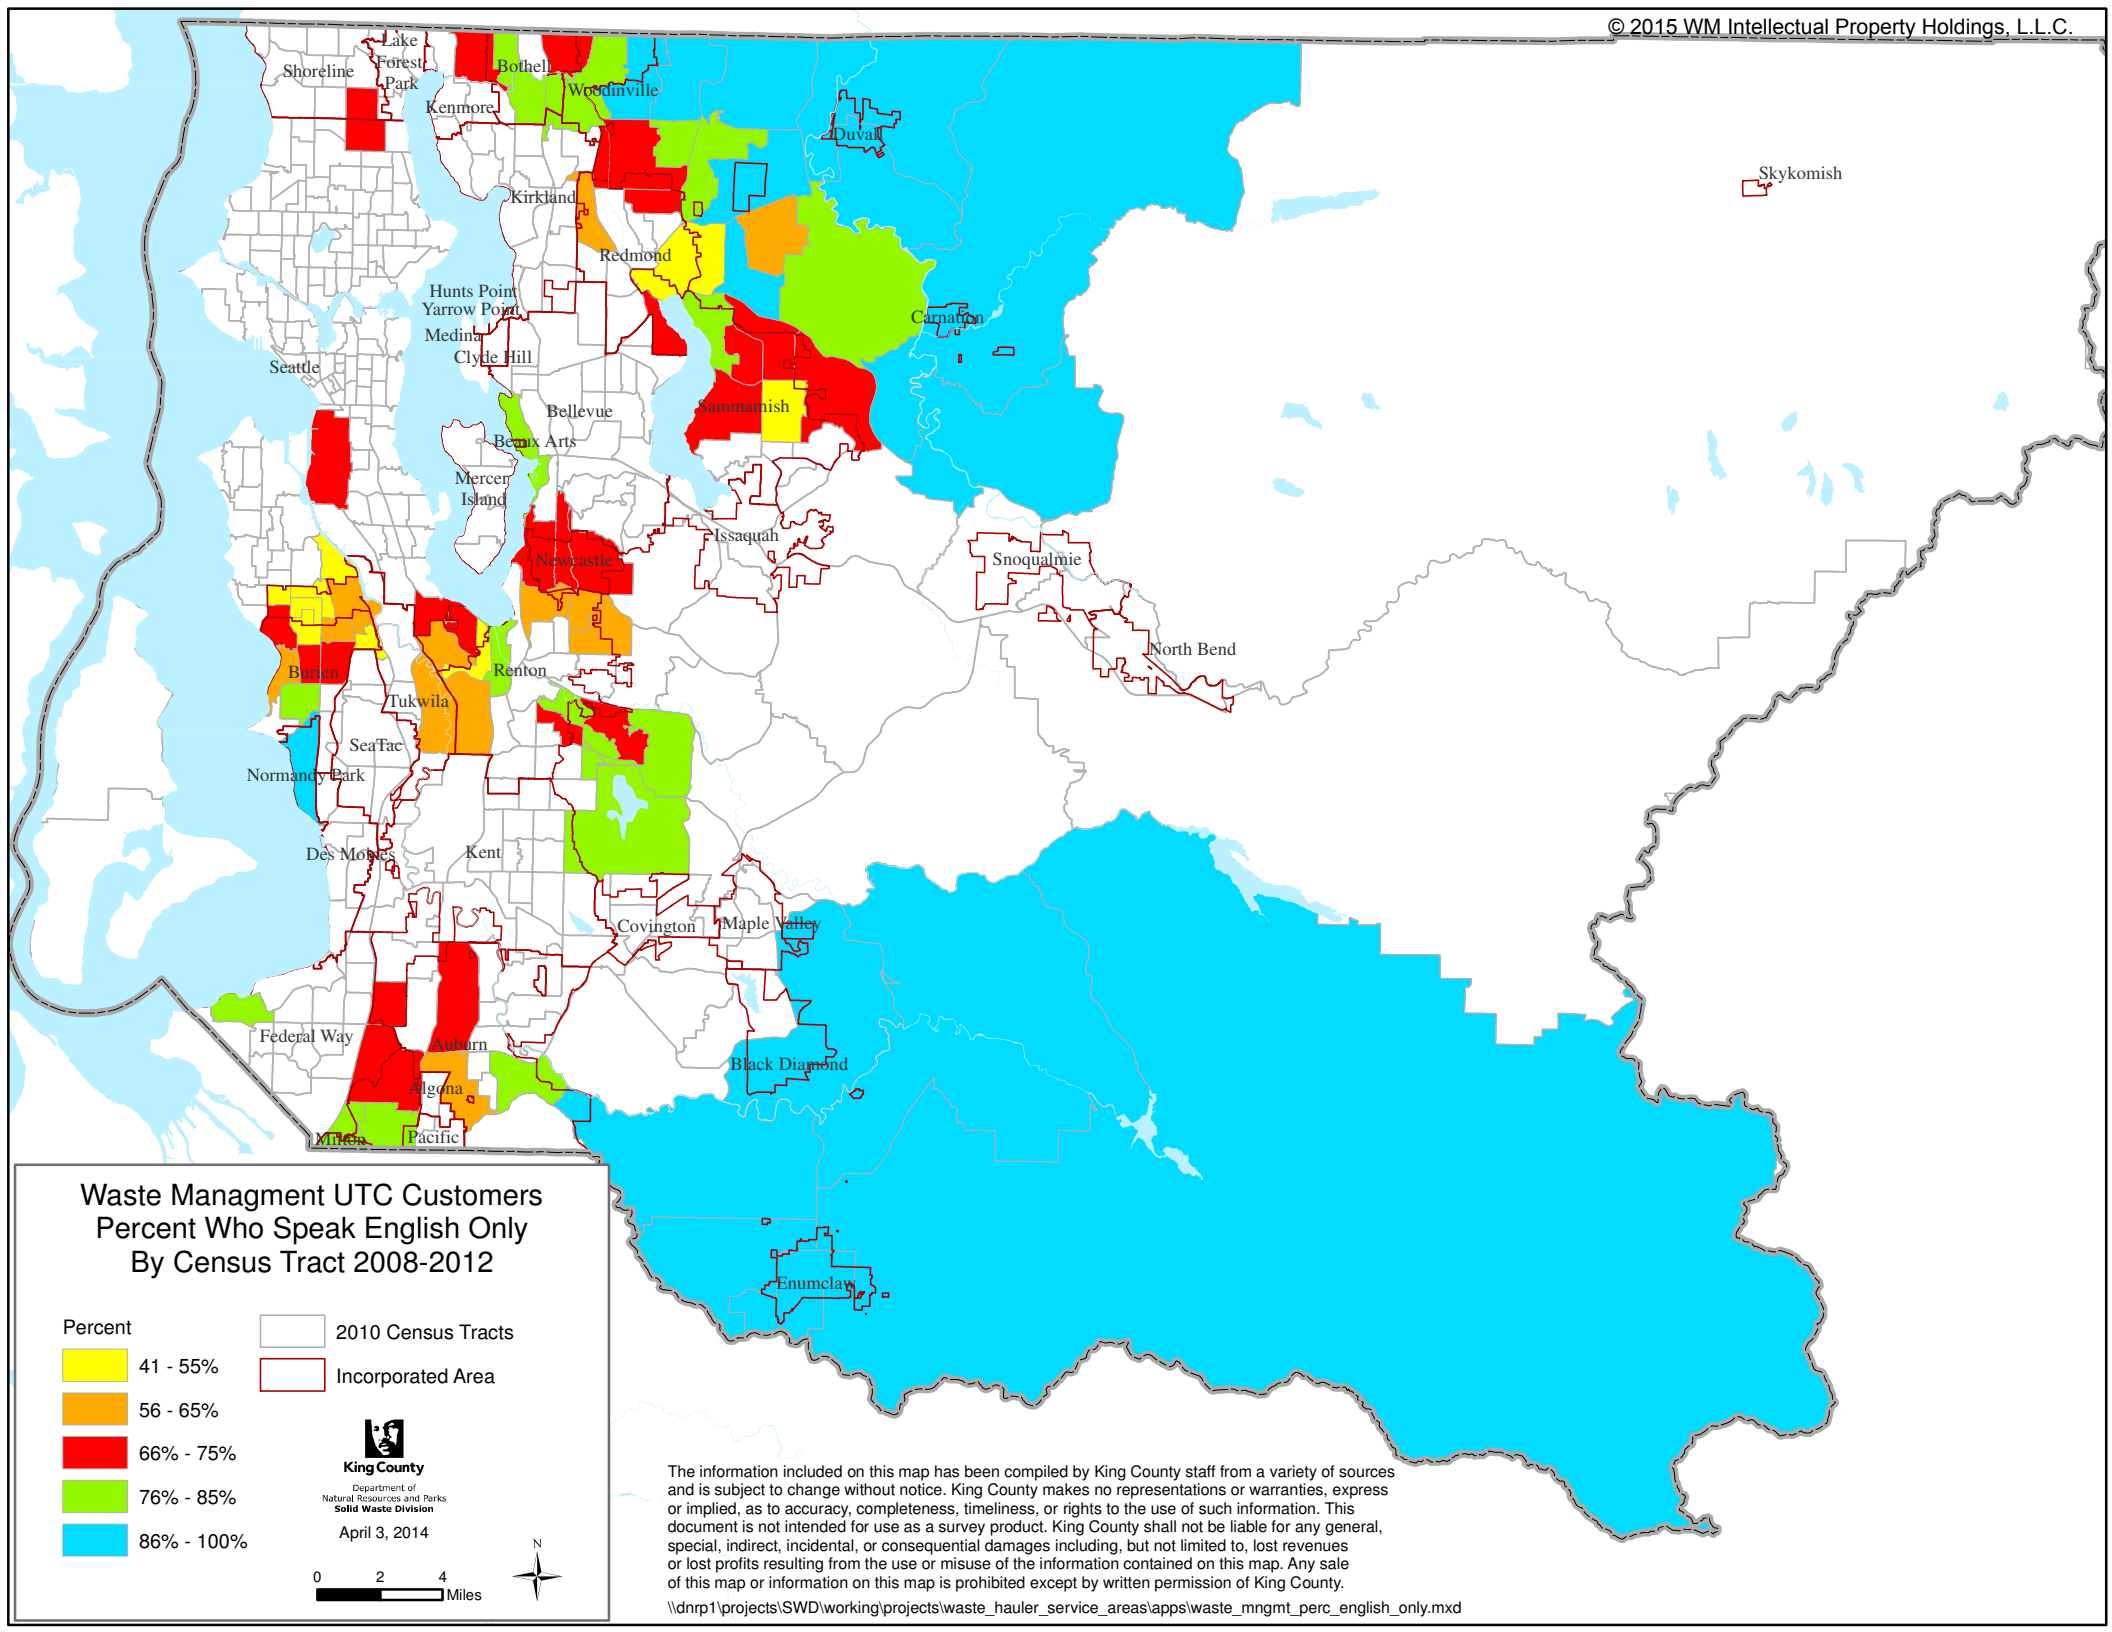 © 2015 WM Intellectual Property Holdings, L.L.C.
Lake
Forest
Park
Shoreline
Bothell
Woodinville
Kenmore
Duvall
Skykomish
Kirkland
Redmond
Hunts Point
Yarrow Point
Medina
Clyde Hill
Carnation
Seattle
Sammamish
Bellevue
Beaux Arts
Mercer
Island
Issaquah
Newcastle
Snoqualmie
North Bend
Burien
Renton
Tukwila
SeaTac
Normandy Park
Des Moines
Kent
Covington
Maple Valley
Federal Way
Auburn
Black Diamond
Algona
Milton
Pacific
Enumclaw
Waste Managment UTC Customers
Percent Who Speak English Only
By Census Tract 2008-2012
Percent
41 - 55%
56 - 65%
66% - 75%
76% - 85%
86% - 100%
2010 Census Tracts
Incorporated Area
King County
Department of
Natural Resources and Parks
Solid Waste Division
April 3, 2014
N
0 2 4
Miles
The information included on this map has been compiled by King County staff from a variety of sources
and is subject to change without notice. King County makes no representations or warranties, express
or implied, as to accuracy, completeness, timeliness, or rights to the use of such information. This
document is not intended for use as a survey product. King County shall not be liable for any general,
special, indirect, incidental, or consequential damages including, but not limited to, lost revenues
or lost profits resulting from the use or misuse of the information contained on this map. Any sale
of this map or information on this map is prohibited except by written permission of King County.
\\dnrp1\projects\SWD\working\projects\waste_hauler_service_areas\apps\waste_mngmt_perc_english_only.mxd